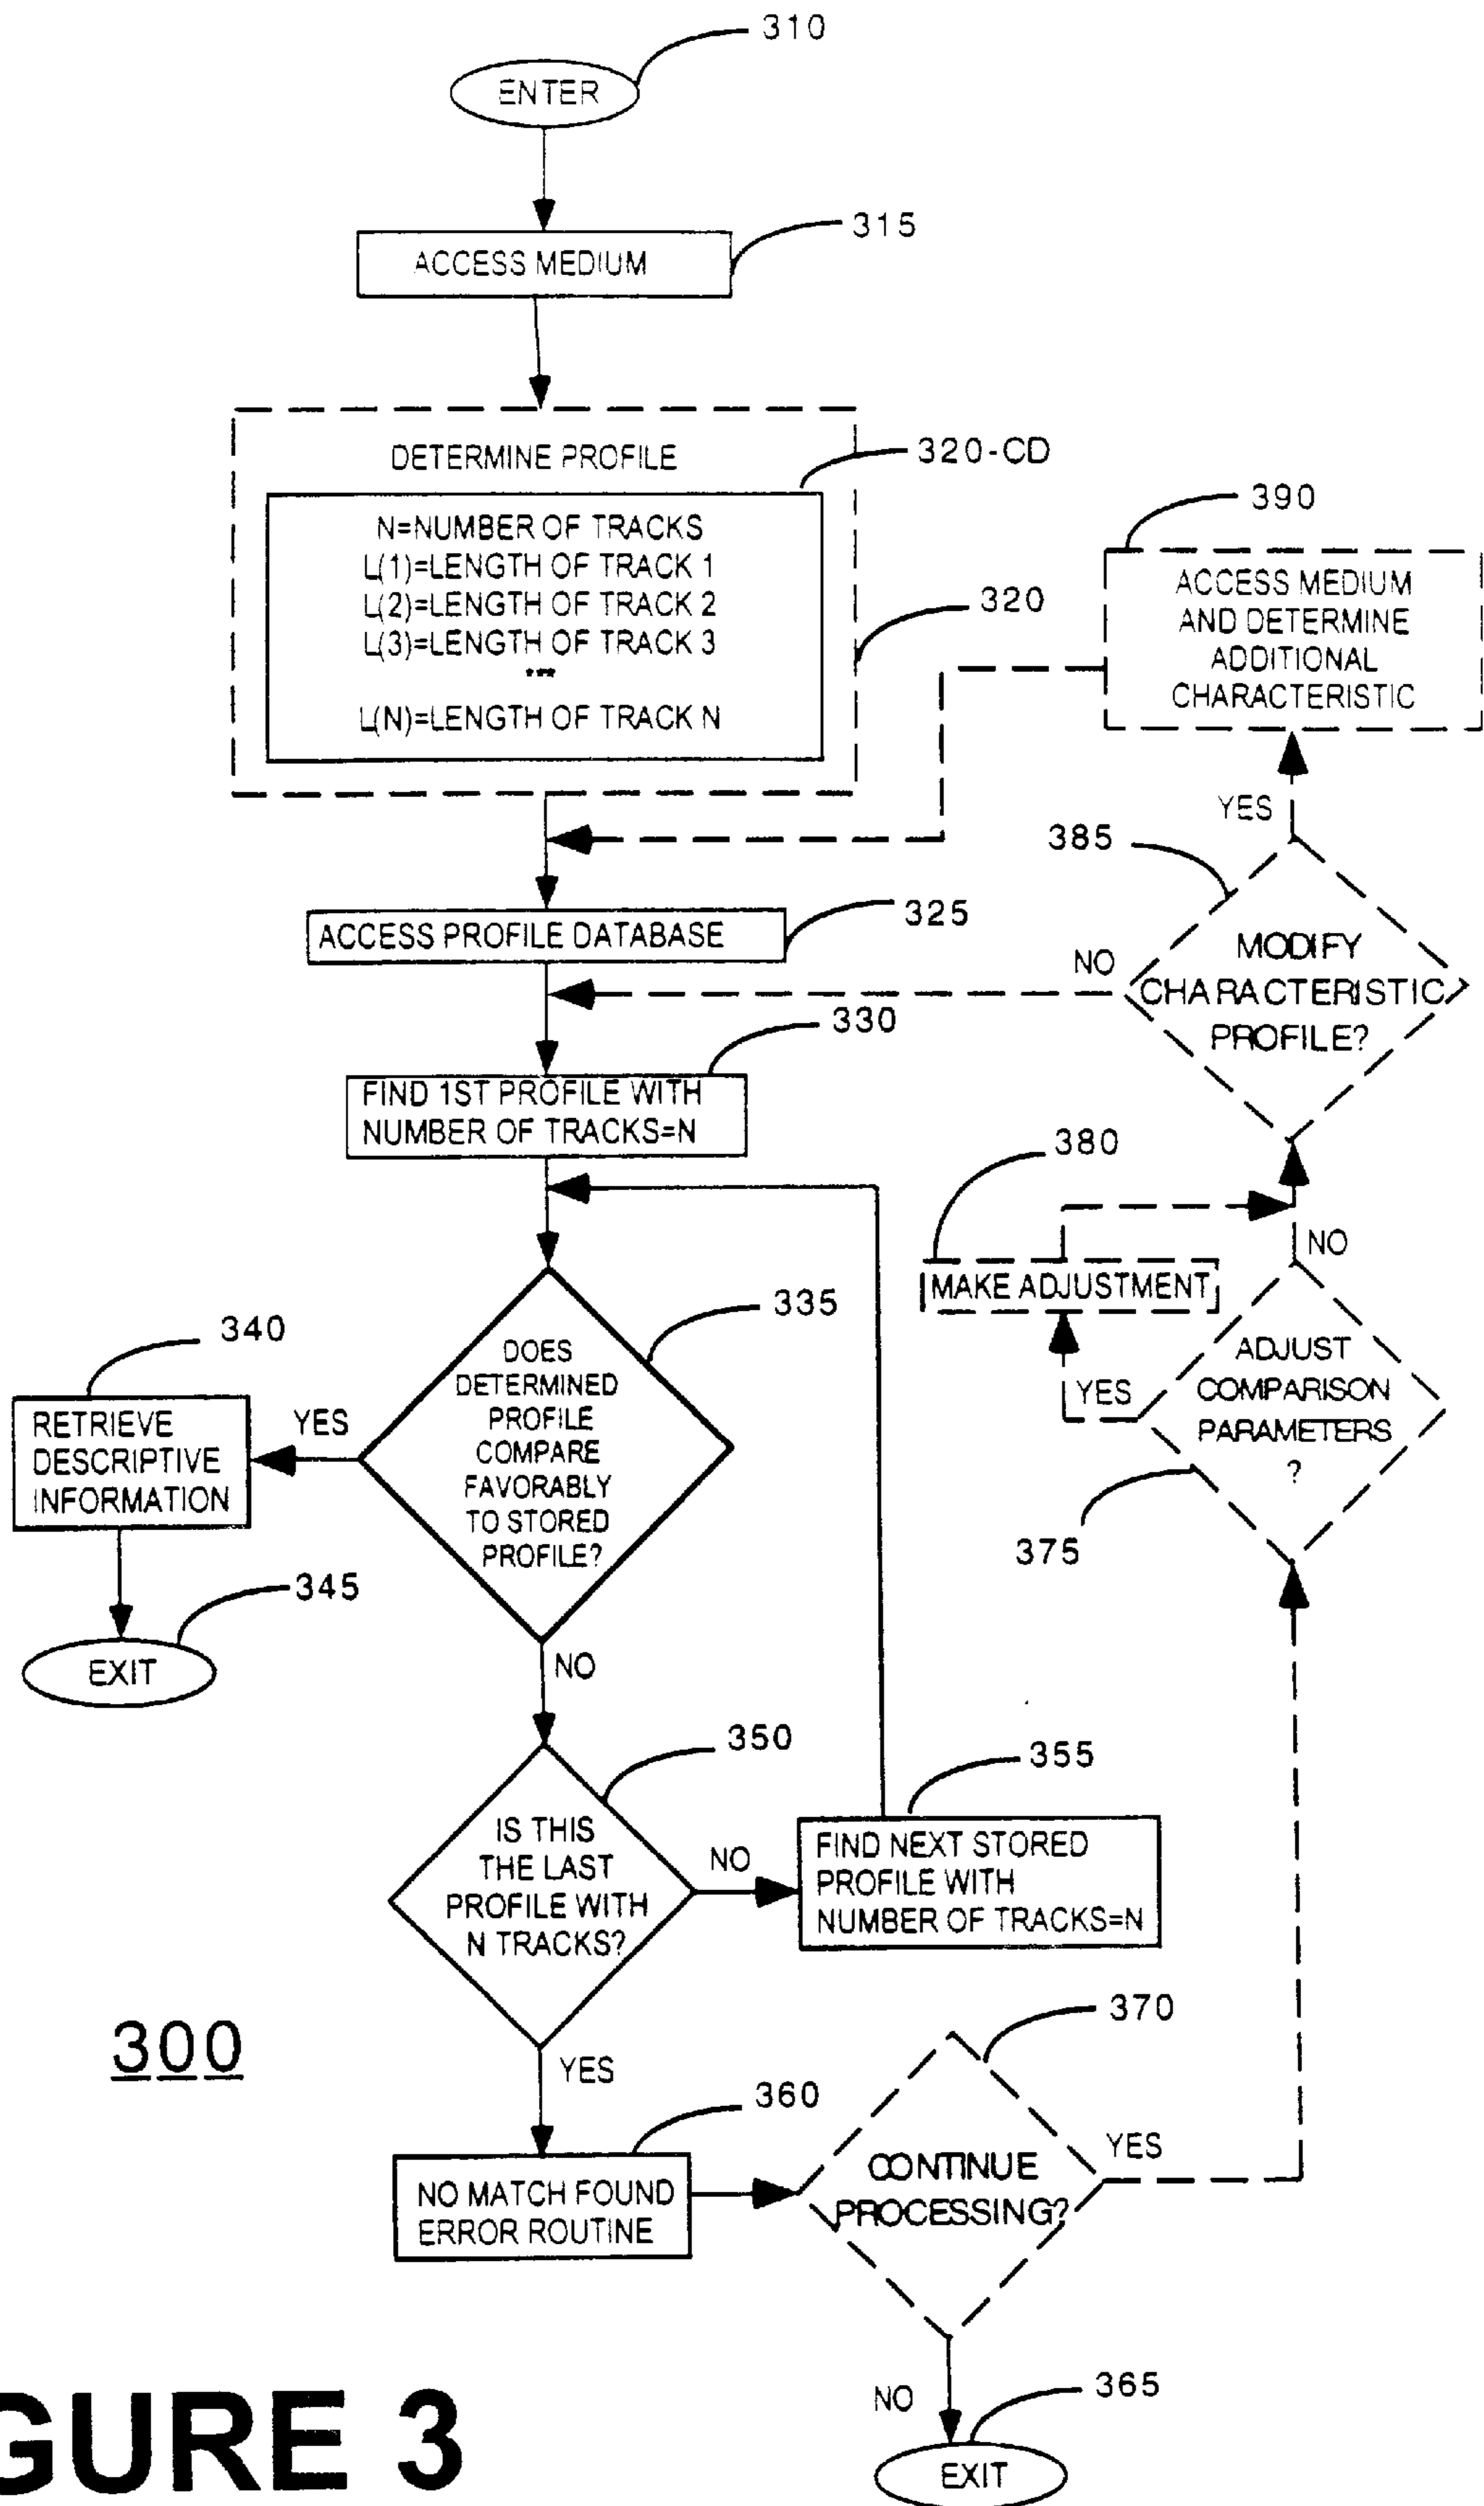 310
ENTER
315
ACCESS MEDIUM
320-CD
DETERMINE PROFILE
N=NUMBER OF TRACKS
L(1)=LENGTH OF TRACK 1
L(2)=LENGTH OF TRACK 2
L(3)=LENGTH OF TRACK 3
...
L(N)=LENGTH OF TRACK N
320
390
ACCESS MEDIUM
AND DETERMINE
ADDITIONAL
CHARACTERISTIC
YES
385
MODIFY
CHARACTERISTIC
PROFILE?
NO
325
ACCESS PROFILE DATABASE
330
FIND 1ST PROFILE WITH
NUMBER OF TRACKS=N
380
MAKE ADJUSTMENT
NO
ADJUST
COMPARISON
PARAMETERS
?
YES
375
335
DOES
DETERMINED
PROFILE
COMPARE
FAVORABLY
TO STORED
PROFILE?
340
YES
RETRIEVE
DESCRIPTIVE
INFORMATION
345
EXIT
NO
350
IS THIS
THE LAST
PROFILE WITH
N TRACKS?
NO
355
FIND NEXT STORED
PROFILE WITH
NUMBER OF TRACKS=N
300
YES
360
NO MATCH FOUND
ERROR ROUTINE
370
CONTINUE
PROCESSING?
YES
NO
365
EXIT
GURE 3